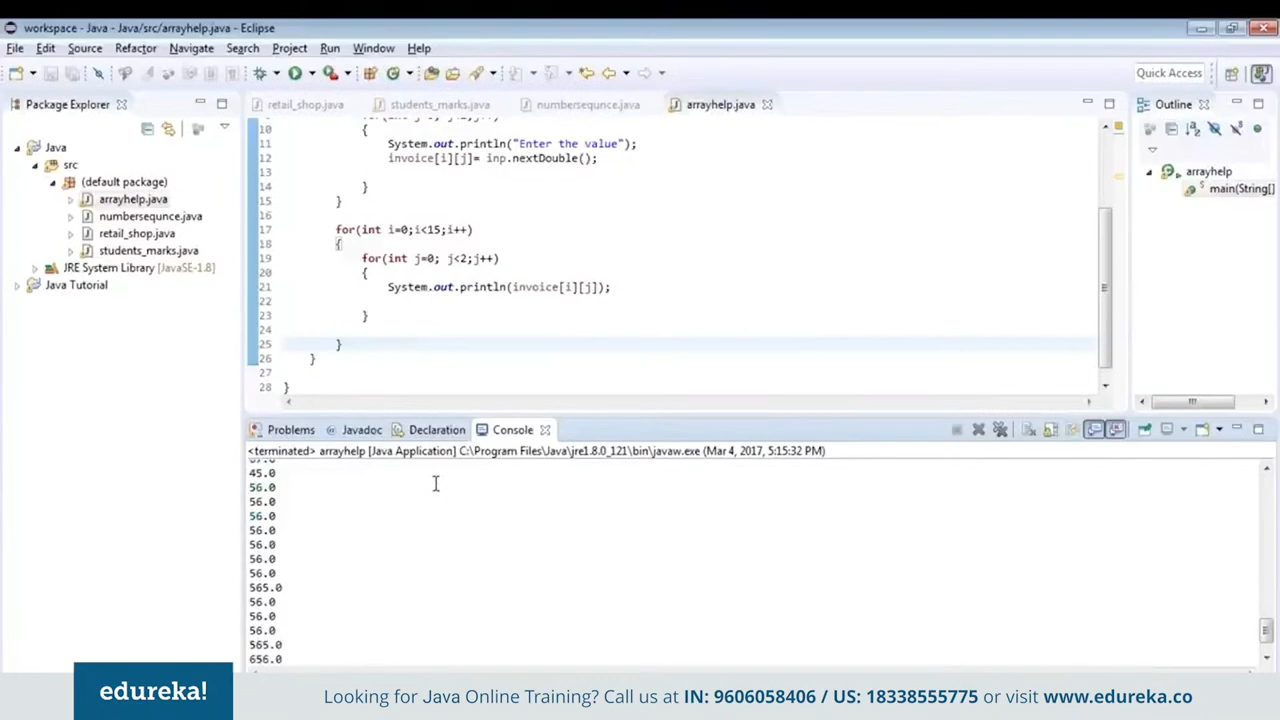 workspace - Java - Java/src/arrayhelp.java - Eclipse
File Edit Source Refactor Navigate Search Project Run Window Help
Quick Access
Package Explorer
retail_shop.java
students_marks.java
numbersequnce.java
arrayhelp.java
Outline
Java
src
(default package)
arrayhelp.java
numbersequnce.java
retail_shop.java
students_marks.java
JRE System Library [JavaSE-1.8]
Java Tutorial
10 {
11 System.out.println("Enter the value");
12 invoice[i][j]= inp.nextDouble();
13
14 }
15 }
16
17 for(int i=0;i<15;i++)
18 {
19 for(int j=0; j<2;j++)
20 {
21 System.out.println(invoice[i][j]);
22
23 }
24
25 }
26 }
27
28 }
arrayhelp
main(String[]
Problems Javadoc Declaration Console
<terminated> arrayhelp [Java Application] C:\Program Files\Java\jre1.8.0_121\bin\javaw.exe (Mar 4, 2017, 5:15:32 PM)
45.0
56.0
56.0
56.0
56.0
56.0
56.0
56.0
565.0
56.0
56.0
56.0
565.0
656.0
edureka!
Looking for Java Online Training? Call us at IN: 9606058406 / US: 18338555775 or visit www.edureka.co